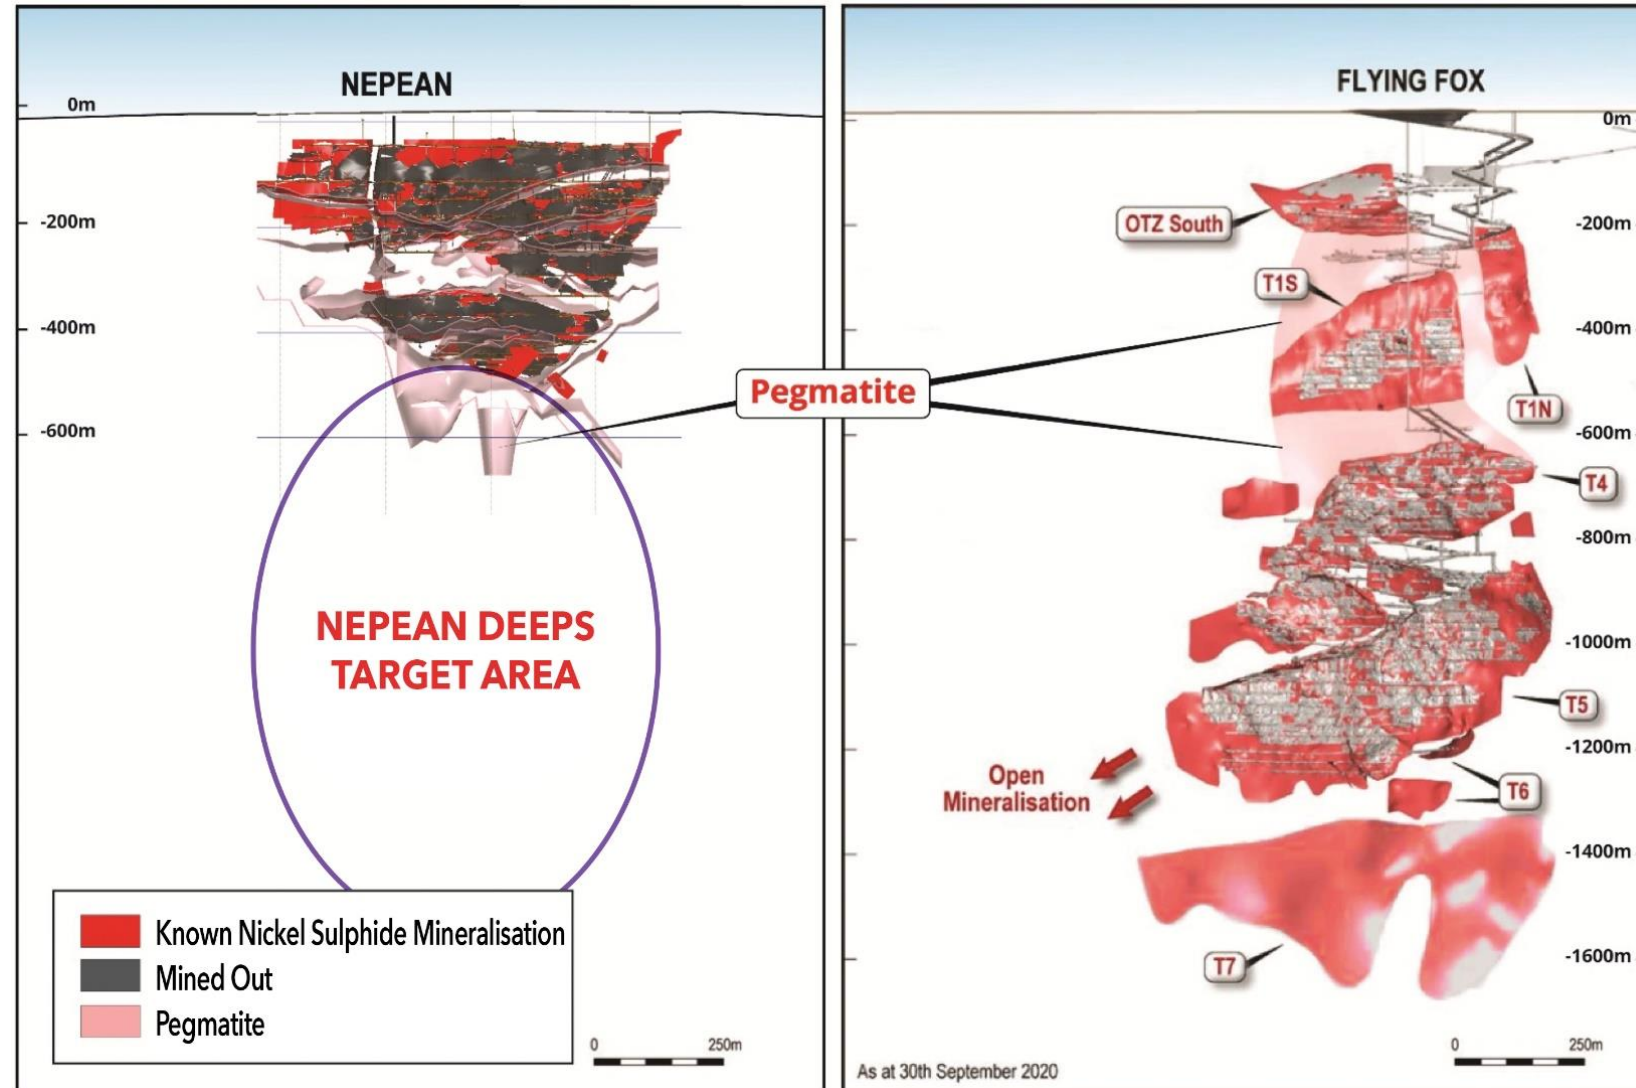 NEPEAN
0m
-200m
-400m
-600m
NEPEAN DEEPS
TARGET AREA
Known Nickel Sulphide Mineralisation
Mined Out
Pegmatite
0 250m
Pegmatite
FLYING FOX
0m
-200m
-400m
-600m
-800m
-1000m
-1200m
-1400m
-1600m
OTZ South
T1S
T1N
T4
T5
Open
Mineralisation
T6
T7
As at 30th September 2020
0 250m